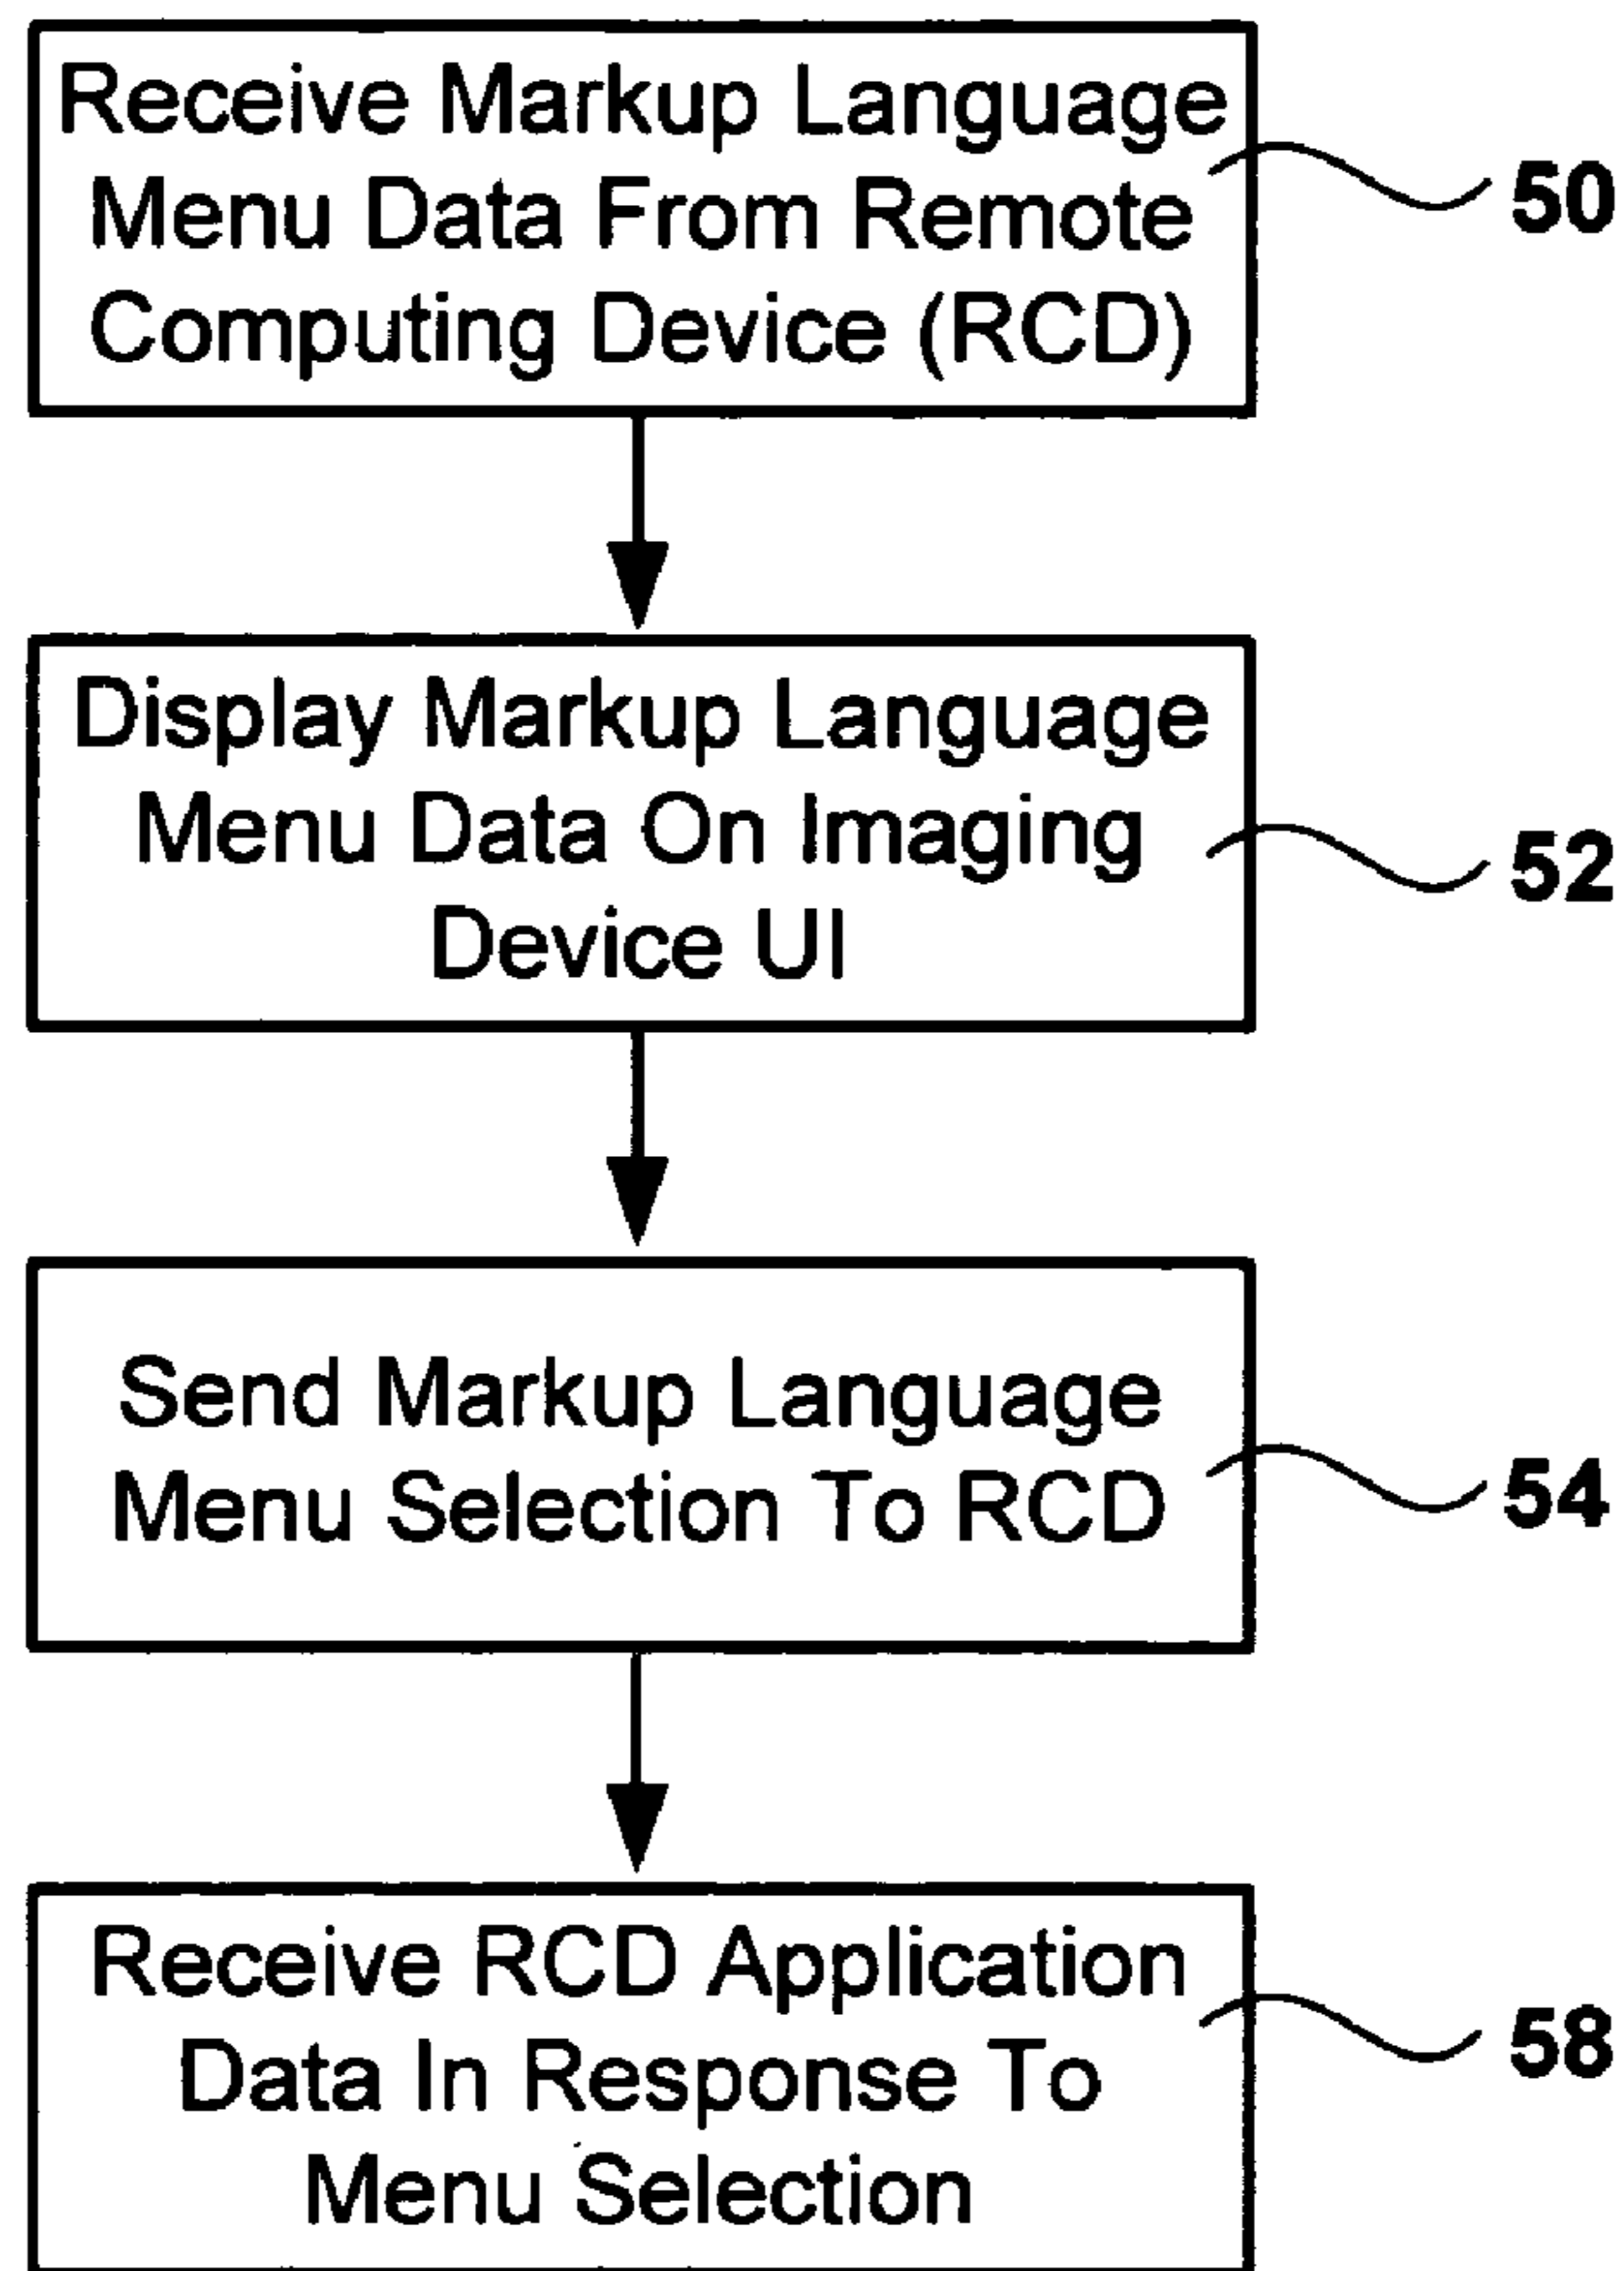 Receive Markup Language
Menu Data From Remote
Computing Device (RCD)
50
Display Markup Language
Menu Data On Imaging
Device UI
52
Send Markup Language
Menu Selection To RCD
54
Receive RCD Application
Data In Response To
Menu Selection
58